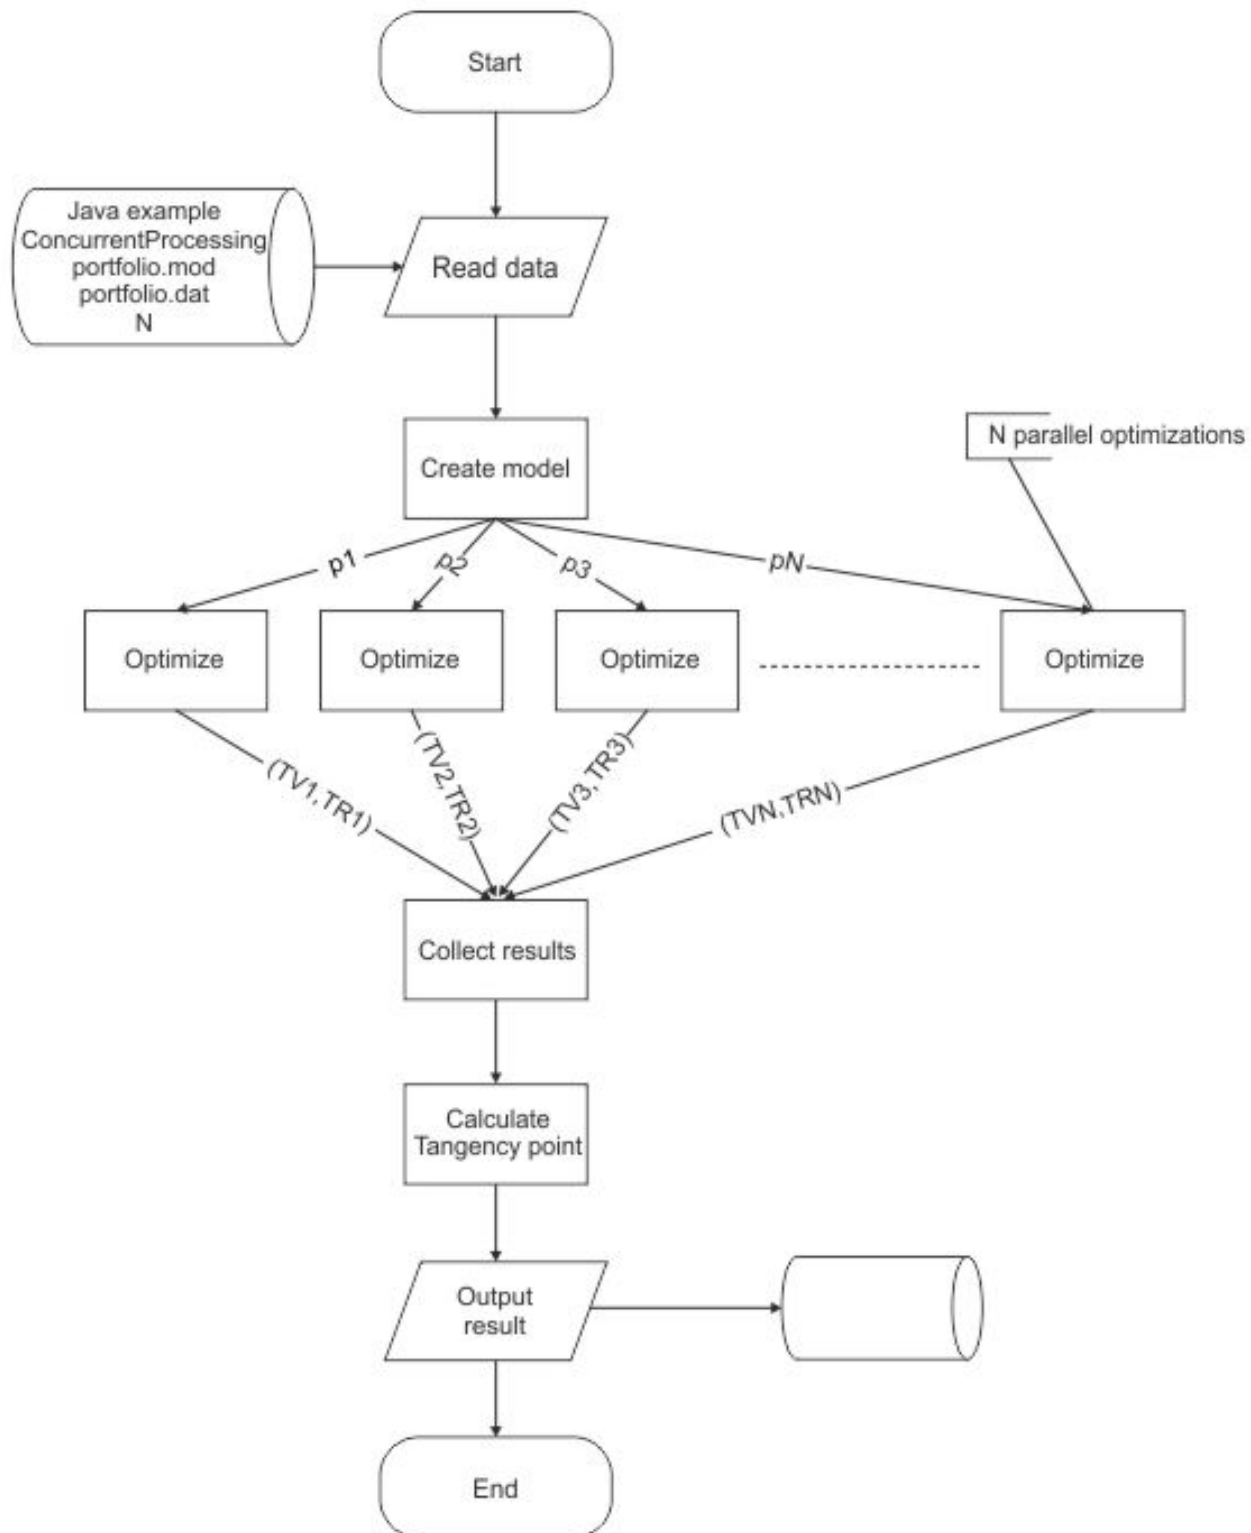 Start
Java example
ConcurrentProcessing
portfolio.mod
portfolio.dat
N
Read data
Create model
N parallel optimizations
p1
p2
p3
pN
Optimize
Optimize
Optimize
Optimize
(TV1,TR1)
(TV2,TR2)
(TV3,TR3)
(TVN,TRN)
Collect results
Calculate
Tangency point
Output
result
End